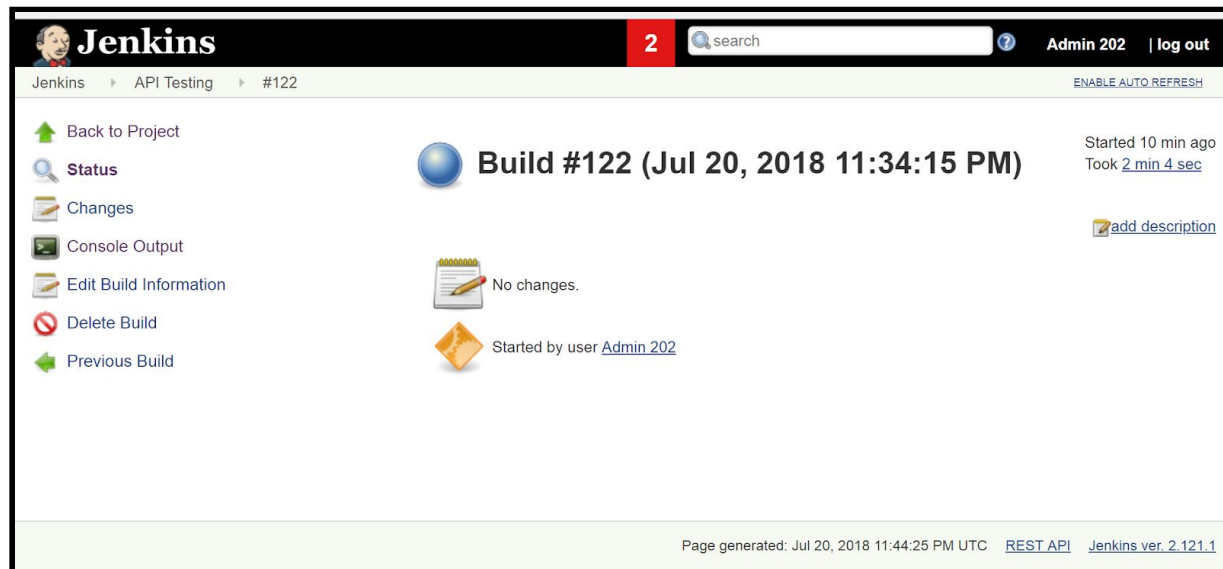 Jenkins
2
search
Admin 202 | log out
Jenkins API Testing #122
ENABLE AUTO REFRESH
Back to Project
Status
Changes
Console Output
Edit Build Information
Delete Build
Previous Build
Build #122 (Jul 20, 2018 11:34:15 PM)
No changes.
Started by user Admin 202
Started 10 min ago
Took 2 min 4 sec
add description
Page generated: Jul 20, 2018 11:44:25 PM UTC REST API Jenkins ver. 2.121.1